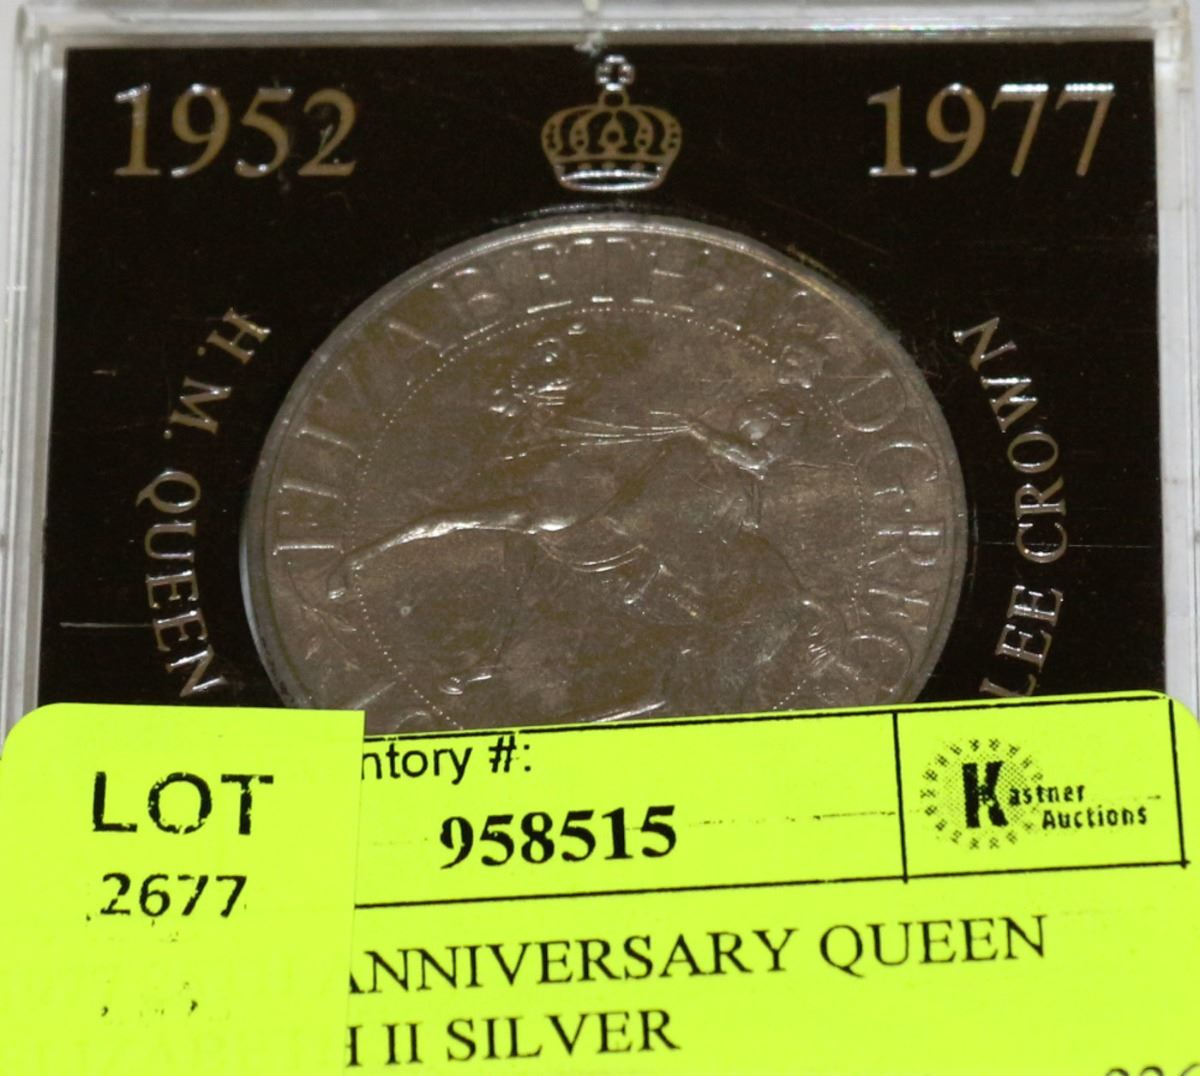 1952 1977
H. M. QUEEN
LEE CROWN
ELIZABETH II D·G·REG
ntory #:
958515
Kastner
Auctions
LOT
2677
ANNIVERSARY QUEEN
H II SILVER